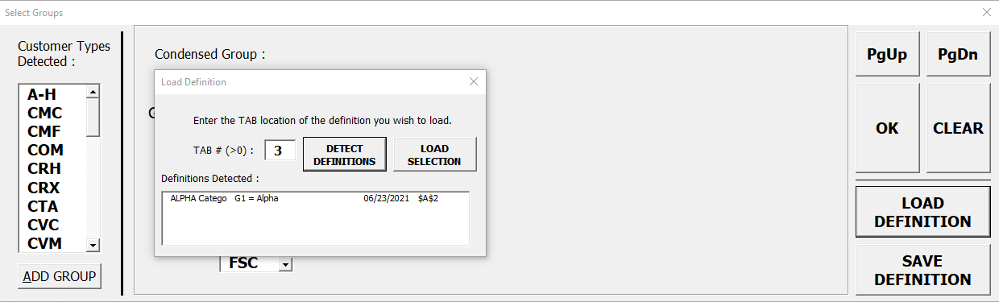 Select Groups
Customer Types
Detected :
A-H
CMC
CMF
COM
CRH
CRX
CTA
CVC
CVM
ADD GROUP
Condensed Group :
G
Load Definition
Enter the TAB location of the definition you wish to load.
TAB # (>0) :
3
DETECT
DEFINITIONS
LOAD
SELECTION
Definitions Detected :
ALPHA Catego G1 = Alpha 06/23/2021 $A$2
FSC
PgUp
PgDn
OK
CLEAR
LOAD
DEFINITION
SAVE
DEFINITION